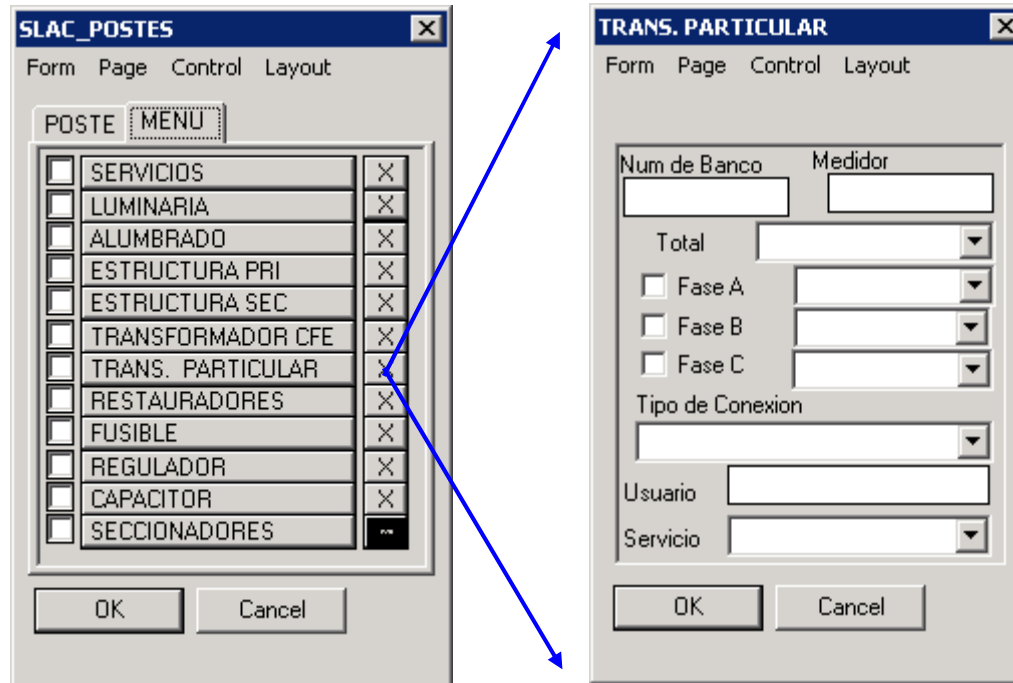 SLAC_POSTES
Form Page Control Layout
POSTE MENU
SERVICIOS X
LUMINARIA X
ALUMBRADO X
ESTRUCTURA PRI X
ESTRUCTURA SEC X
TRANSFORMADOR CFE X
TRANS. PARTICULAR X
RESTAURADORES X
FUSIBLE X
REGULADOR X
CAPACITOR X
SECCIONADORES
OK Cancel
TRANS. PARTICULAR
Form Page Control Layout
Num de Banco Medidor
Total
Fase A
Fase B
Fase C
Tipo de Conexion
Usuario
Servicio
OK Cancel